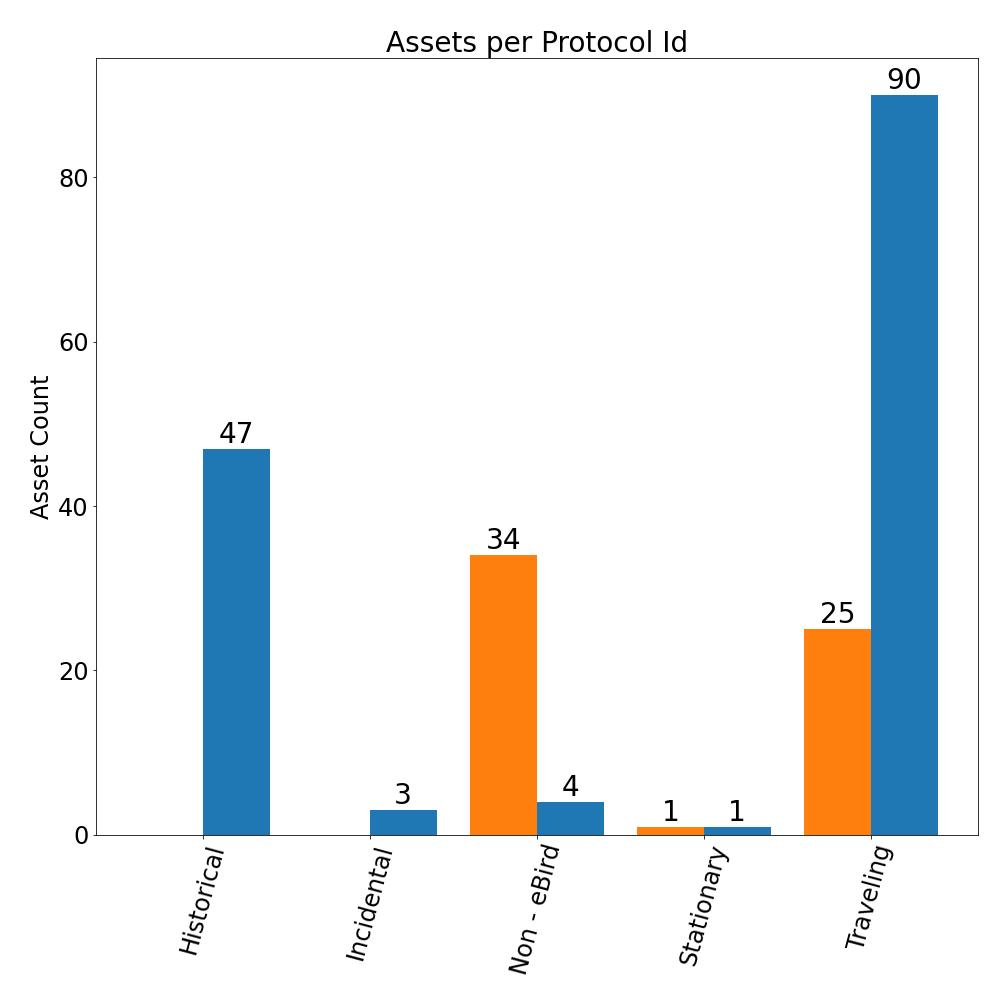 Assets per Protocol Id
Asset Count
80
60
40
20
0
47
3
34
4
1
1
25
90
Historical
Incidental
Non - eBird
Stationary
Traveling